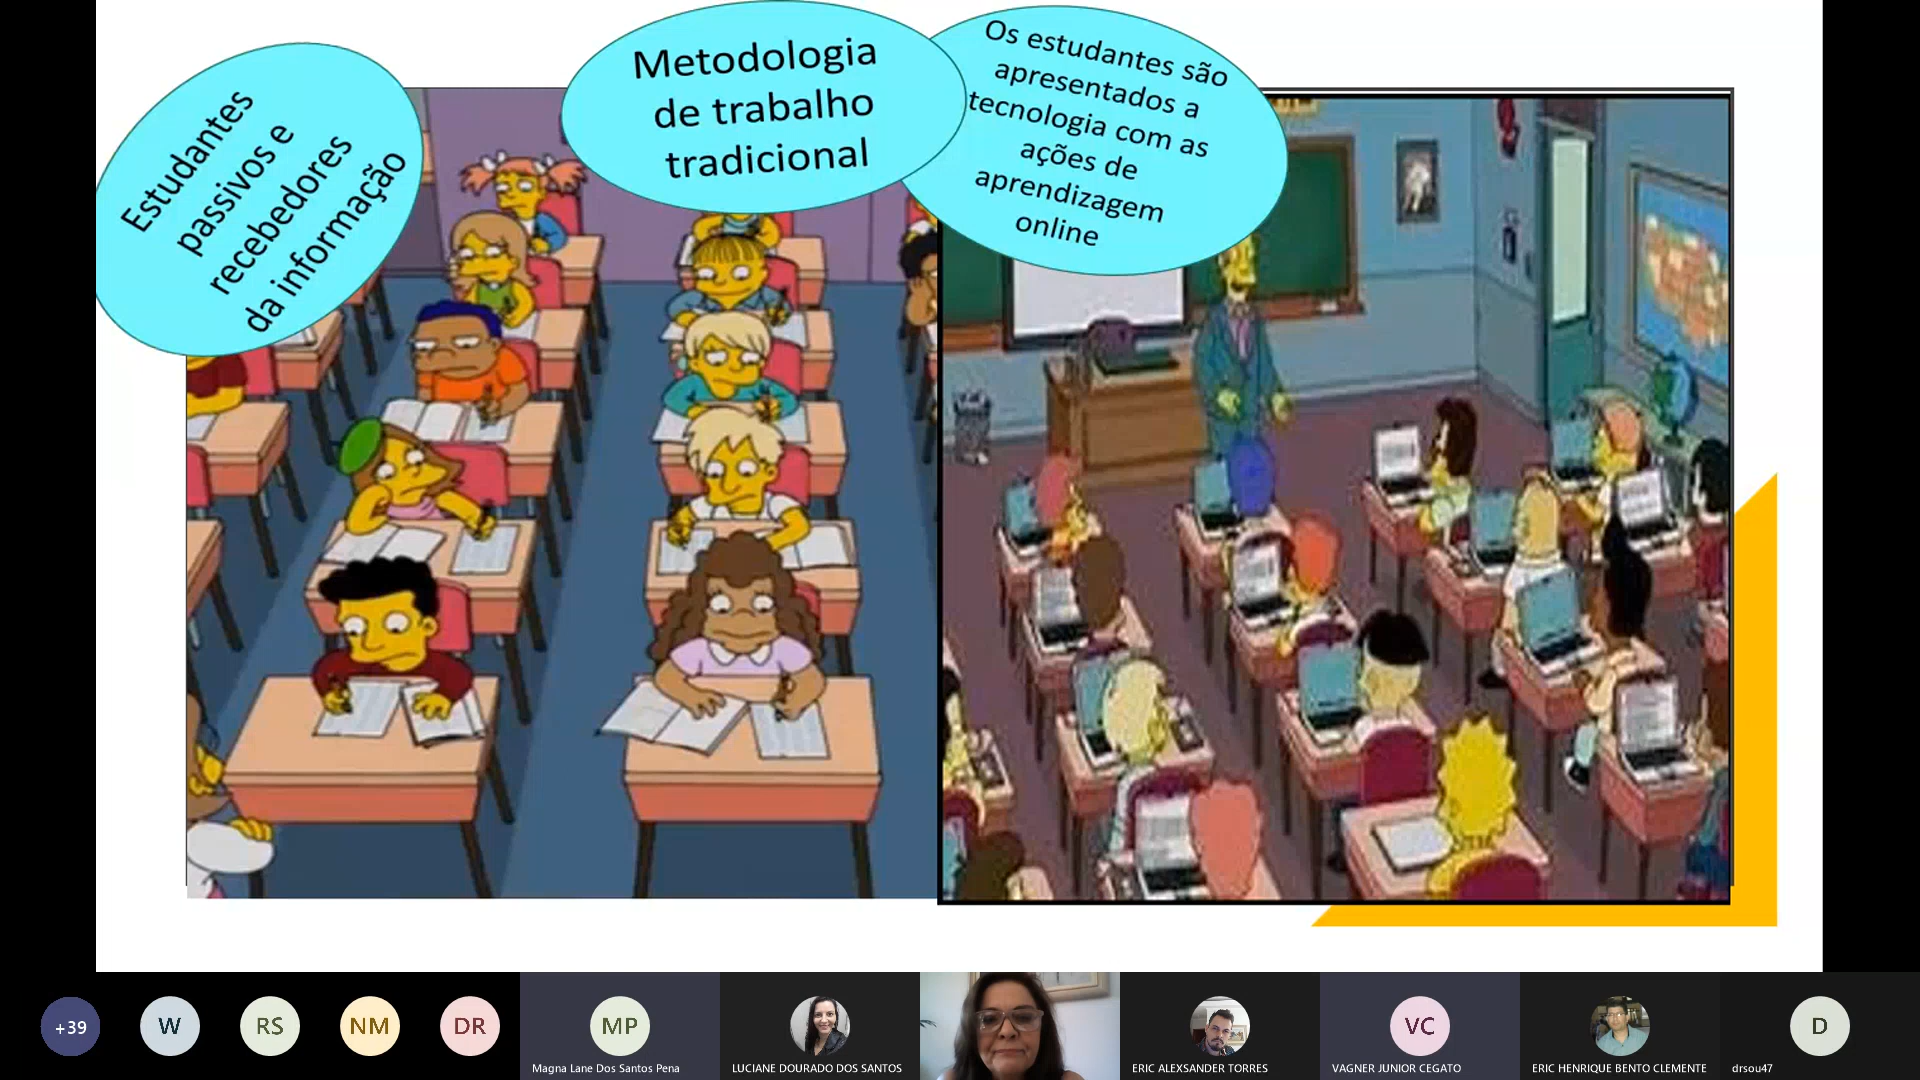 Estudantes
passivos e
recebedores
da informação
Metodologia
de trabalho
tradicional
Os estudantes são
apresentados a
tecnologia com as
ações de
aprendizagem
online
+39
W
RS
NM
DR
MP
Magna Lane Dos Santos Pena
LUCIANE DOURADO DOS SANTOS
ERIC ALEXSANDER TORRES
VC
VAGNER JUNIOR CEGATO
ERIC HENRIQUE BENTO CLEMENTE
D
drsou47